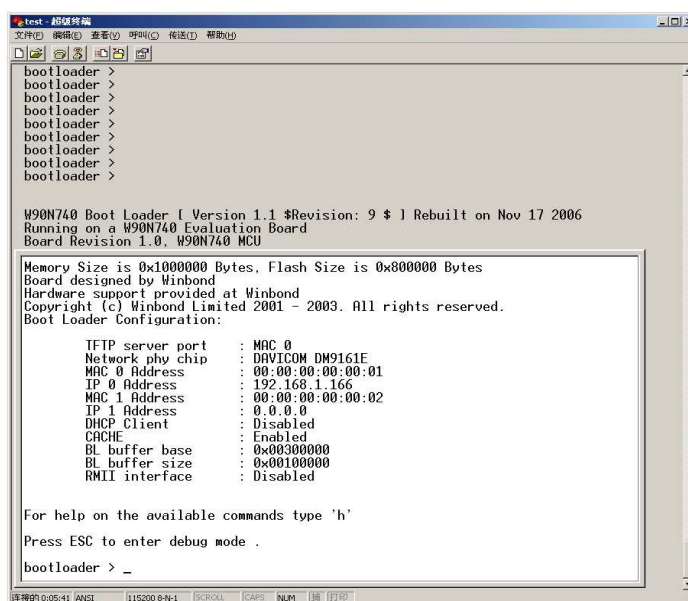 test - 超级终端
文件(F) 编辑(E) 查看(V) 呼叫(C) 传送(T) 帮助(H)
bootloader >
bootloader >
bootloader >
bootloader >
bootloader >
bootloader >
bootloader >
bootloader >
bootloader >
W90N740 Boot Loader [ Version 1.1 $Revision: 9 $ ] Rebuilt on Nov 17 2006
Running on a W90N740 Evaluation Board
Board Revision 1.0, W90N740 MCU
Memory Size is 0x1000000 Bytes, Flash Size is 0x800000 Bytes
Board designed by Winbond
Hardware support provided at Winbond
Copyright (c) Winbond Limited 2001 - 2003. All rights reserved.
Boot Loader Configuration:
TFTP server port : MAC 0
Network phy chip : DAVICOM DM9161E
MAC 0 Address : 00:00:00:00:00:01
IP 0 Address : 192.168.1.166
MAC 1 Address : 00:00:00:00:00:02
IP 1 Address : 0.0.0.0
DHCP Client : Disabled
CACHE : Enabled
BL buffer base : 0x00300000
BL buffer size : 0x00100000
RMII interface : Disabled
For help on the available commands type 'h'
Press ESC to enter debug mode .
bootloader > _
连接的 0:05:41 ANSI 115200 8-N-1 SCROLL CAPS NUM 捕 打印